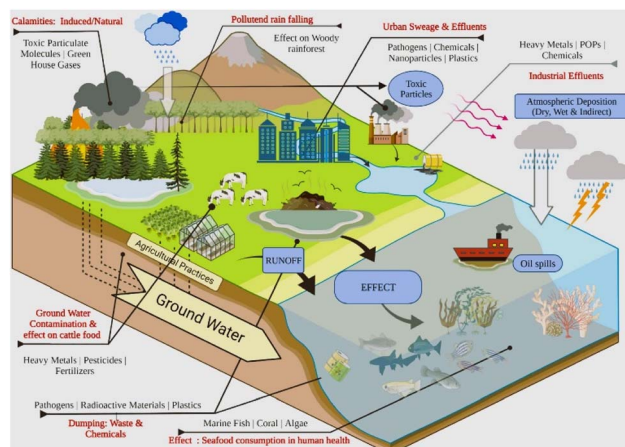 Calamities: Induced/Natural
Toxic Particulate
Molecules | Green
House Gases
Pollutend rain falling
Effect on Woody
rainforest
Urban Sweage & Effluents
Pathogens | Chemicals |
Nanoparticles | Plastics
Heavy Metals | POPs |
Chemicals
Industrial Effluents
Toxic
Particles
Atmospheric Deposition
(Dry, Wet & Indirect)
Agricultural Practices
RUNOFF
EFFECT
Oil spills
Ground Water
Ground Water
Contamination &
effect on cattle food
Heavy Metals | Pesticides |
Fertilizers
Pathogens | Radioactive Materials | Plastics
Dumping: Waste &
Chemicals
Marine Fish | Coral | Algae
Effect : Seafood consumption in human health